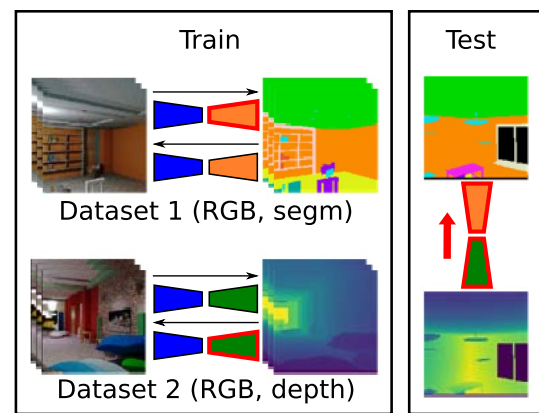 Train
Dataset 1 (RGB, segm)
Dataset 2 (RGB, depth)
Test